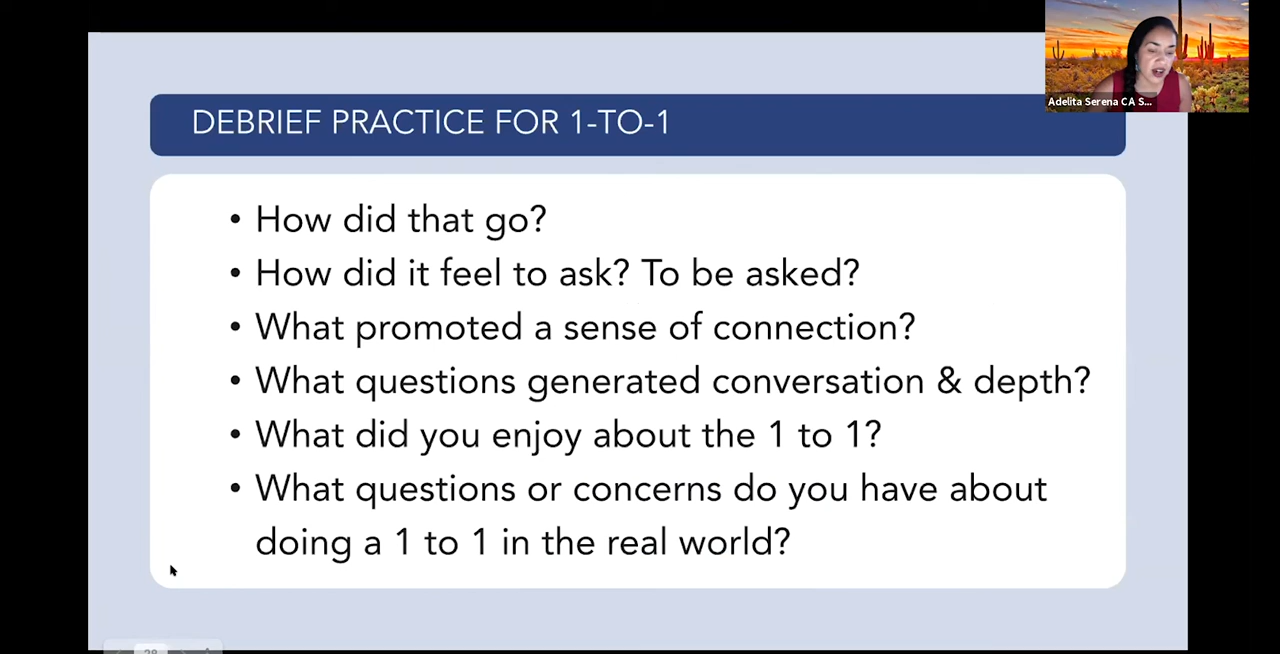 Adelita Serena CA S...
DEBRIEF PRACTICE FOR 1-TO-1
• How did that go?
• How did it feel to ask? To be asked?
• What promoted a sense of connection?
• What questions generated conversation & depth?
• What did you enjoy about the 1 to 1?
• What questions or concerns do you have about
doing a 1 to 1 in the real world?